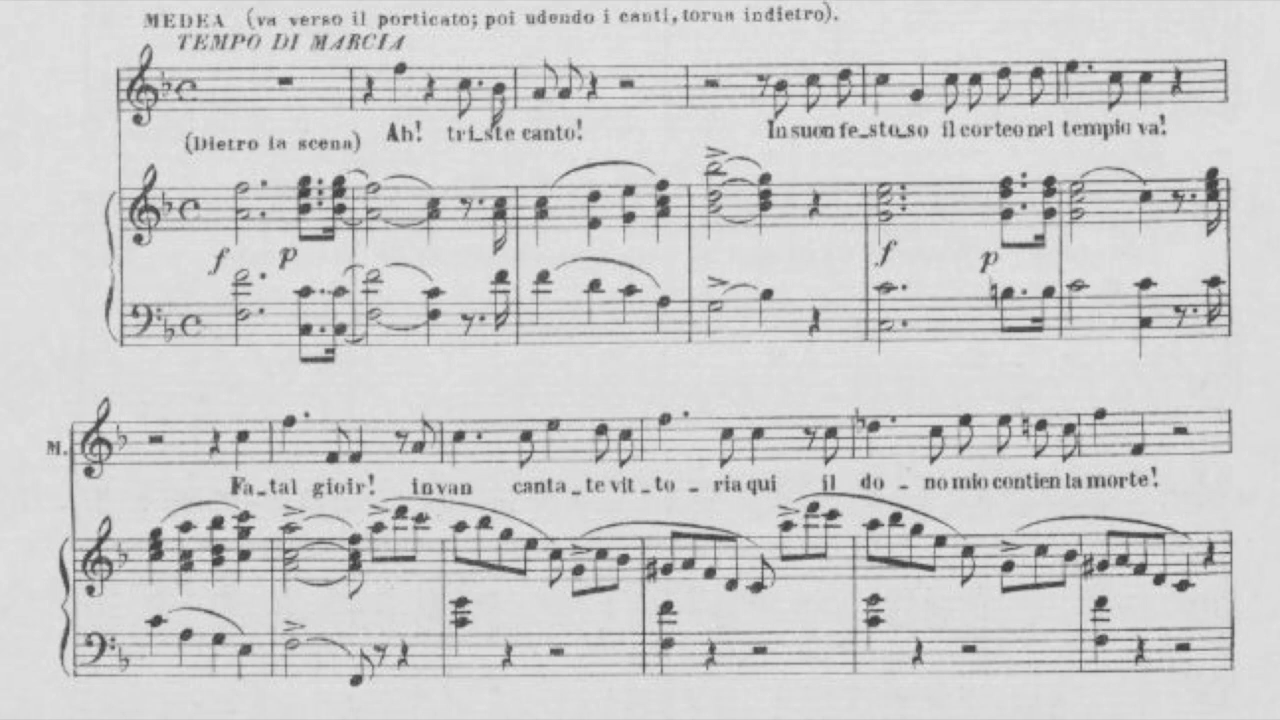 MEDEA (va verso il porticato; poi udendo i canti, torna indietro).
TEMPO DI MARCIA
(Dietro la scena) Ah! tri_ste canto! In suon fe_sto_so il corteo nel tempio va!
f p f p
M. Fa_tal gioir! invan canta_te vit_to_ria qui il do_no mio contien la morte!